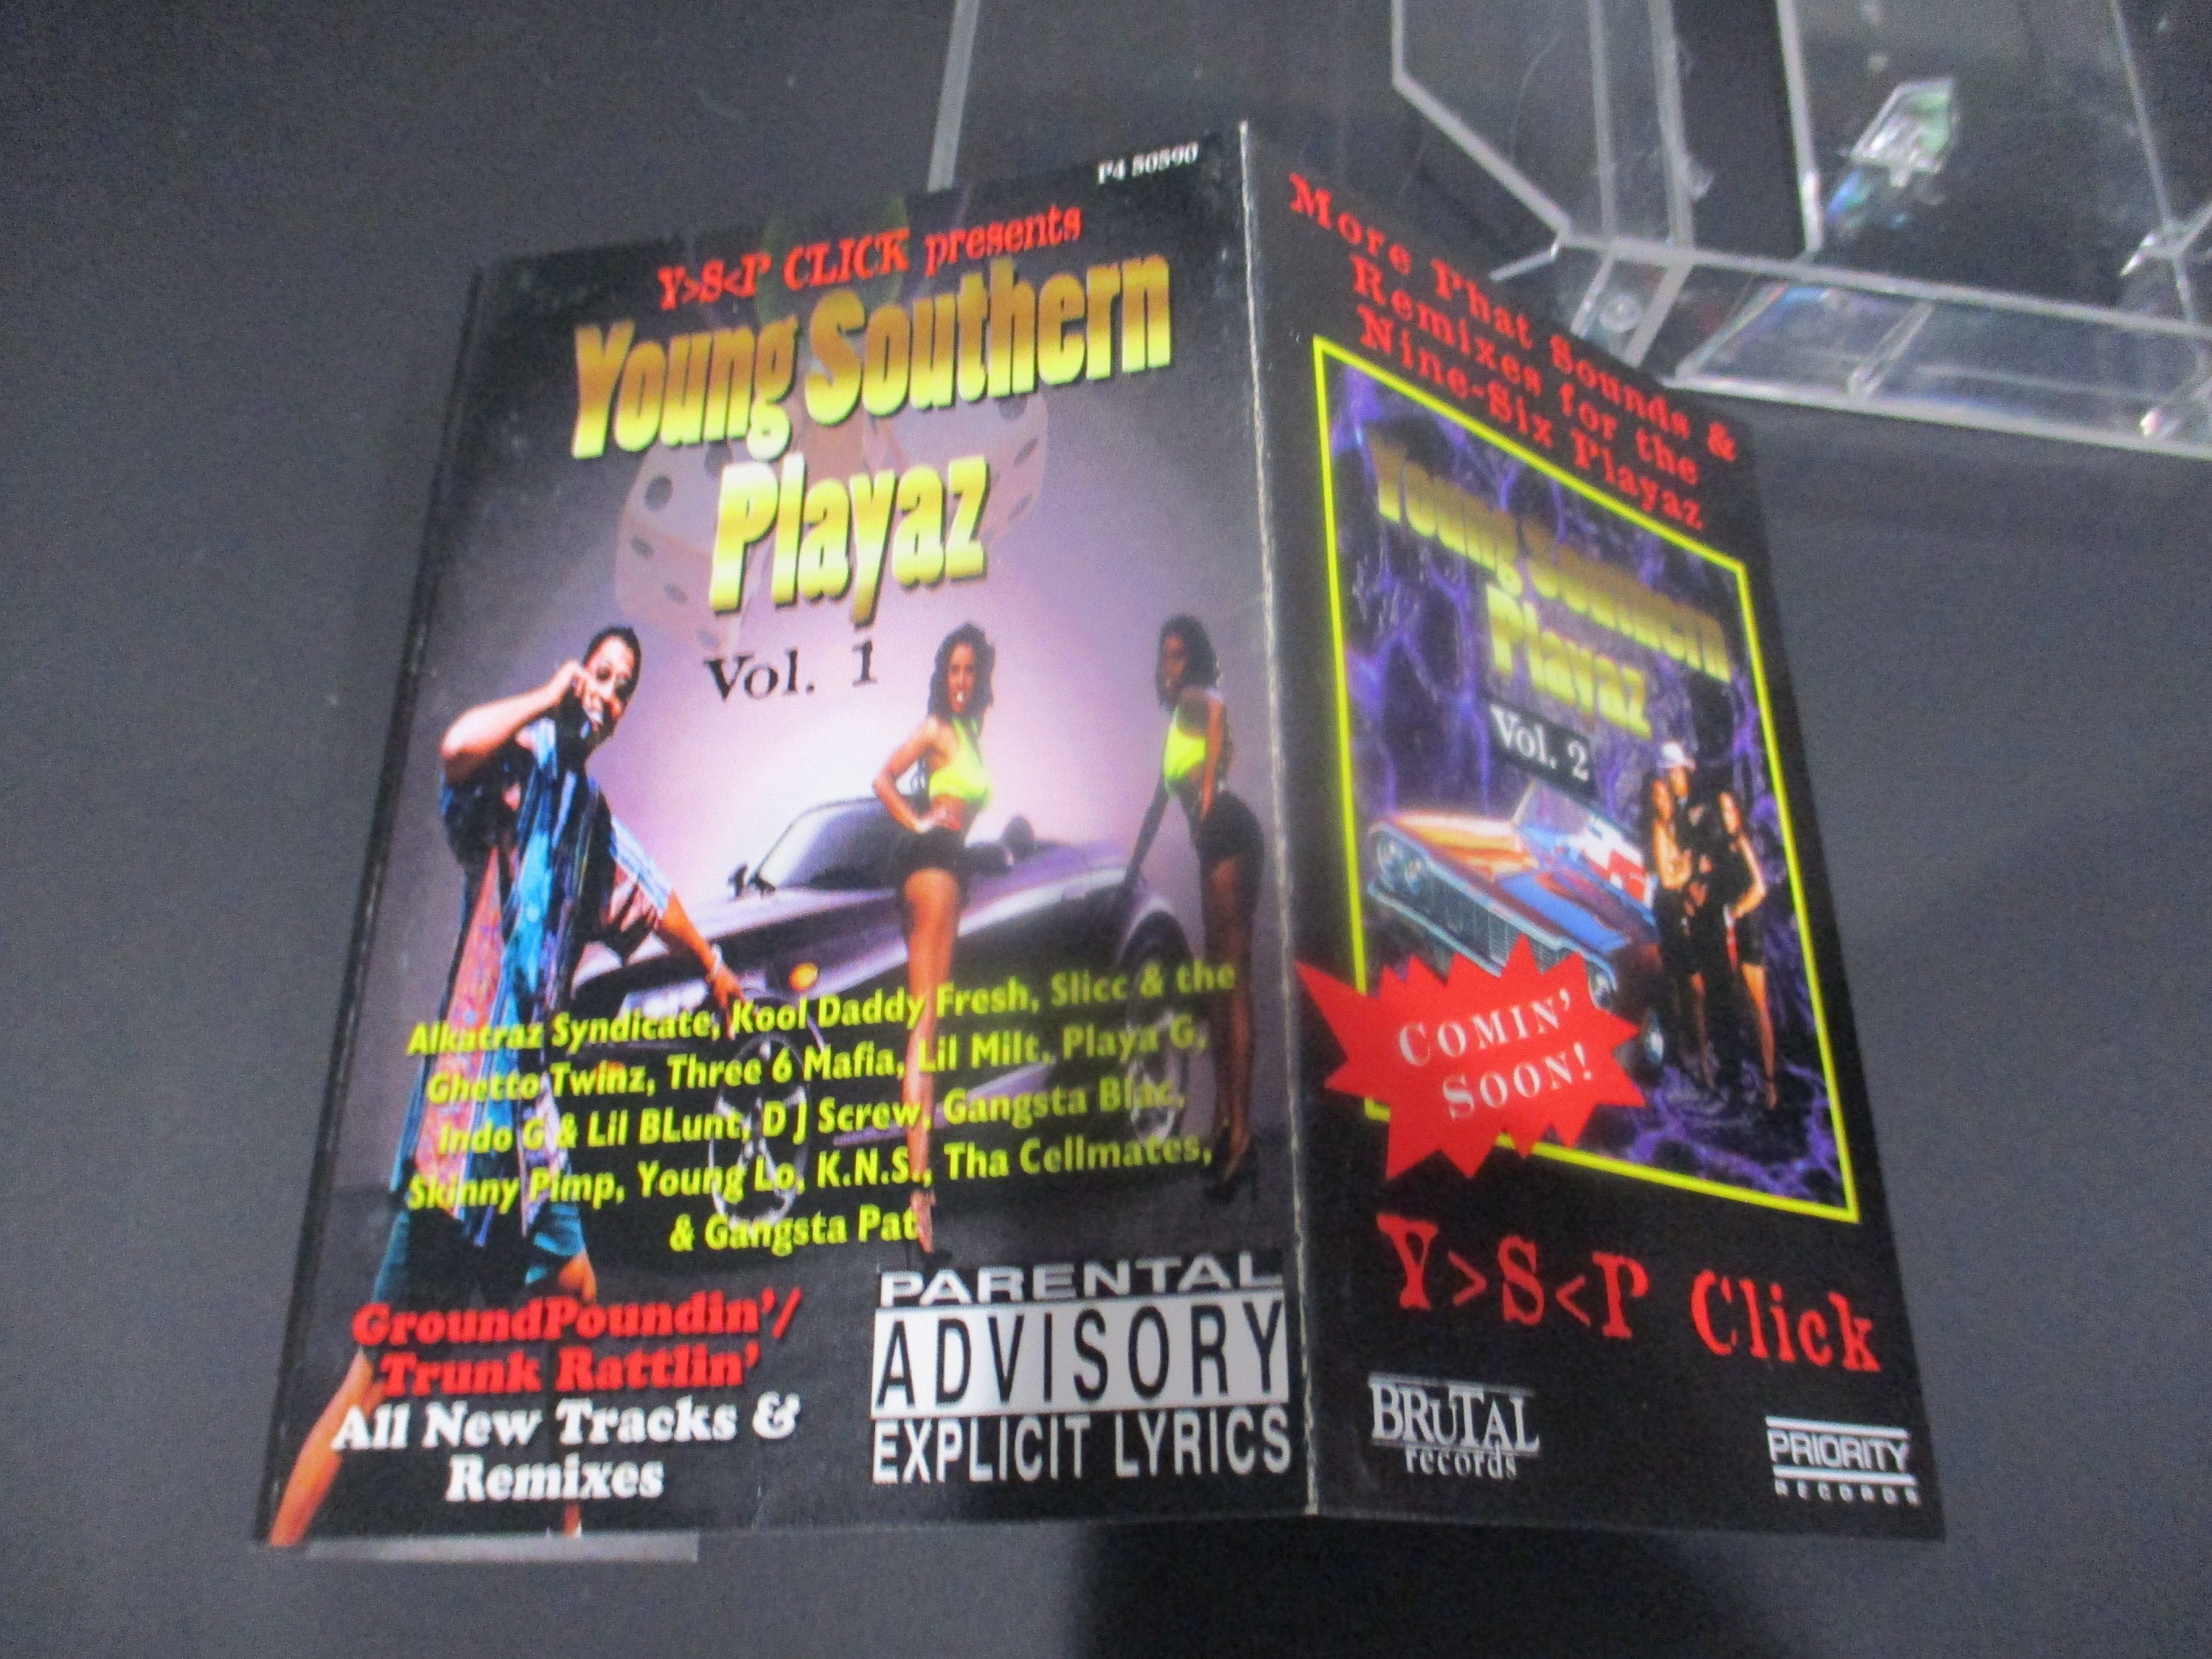 P4 50590
Y>S<P CLICK presents
Young Southern
Playaz
Vol. 1
Alkatraz Syndicate, Kool Daddy Fresh, Slicc & the
Ghetto Twinz, Three 6 Mafia, Lil Milt, Playa G,
Indo G & Lil BLunt, D J Screw, Gangsta Blac,
Skinny Pimp, Young Lo, K.N.S., Tha Cellmates,
& Gangsta Pat
GroundPoundin'/
Trunk Rattlin'
All New Tracks &
Remixes
PARENTAL
ADVISORY
EXPLICIT LYRICS
More Phat Sounds &
Remixes for the
Nine-Six Playaz
Young Southern
Playaz
Vol. 2
COMIN'
SOON!
Y>S<P Click
BRUTAL
records
PRIORITY
RECORDS